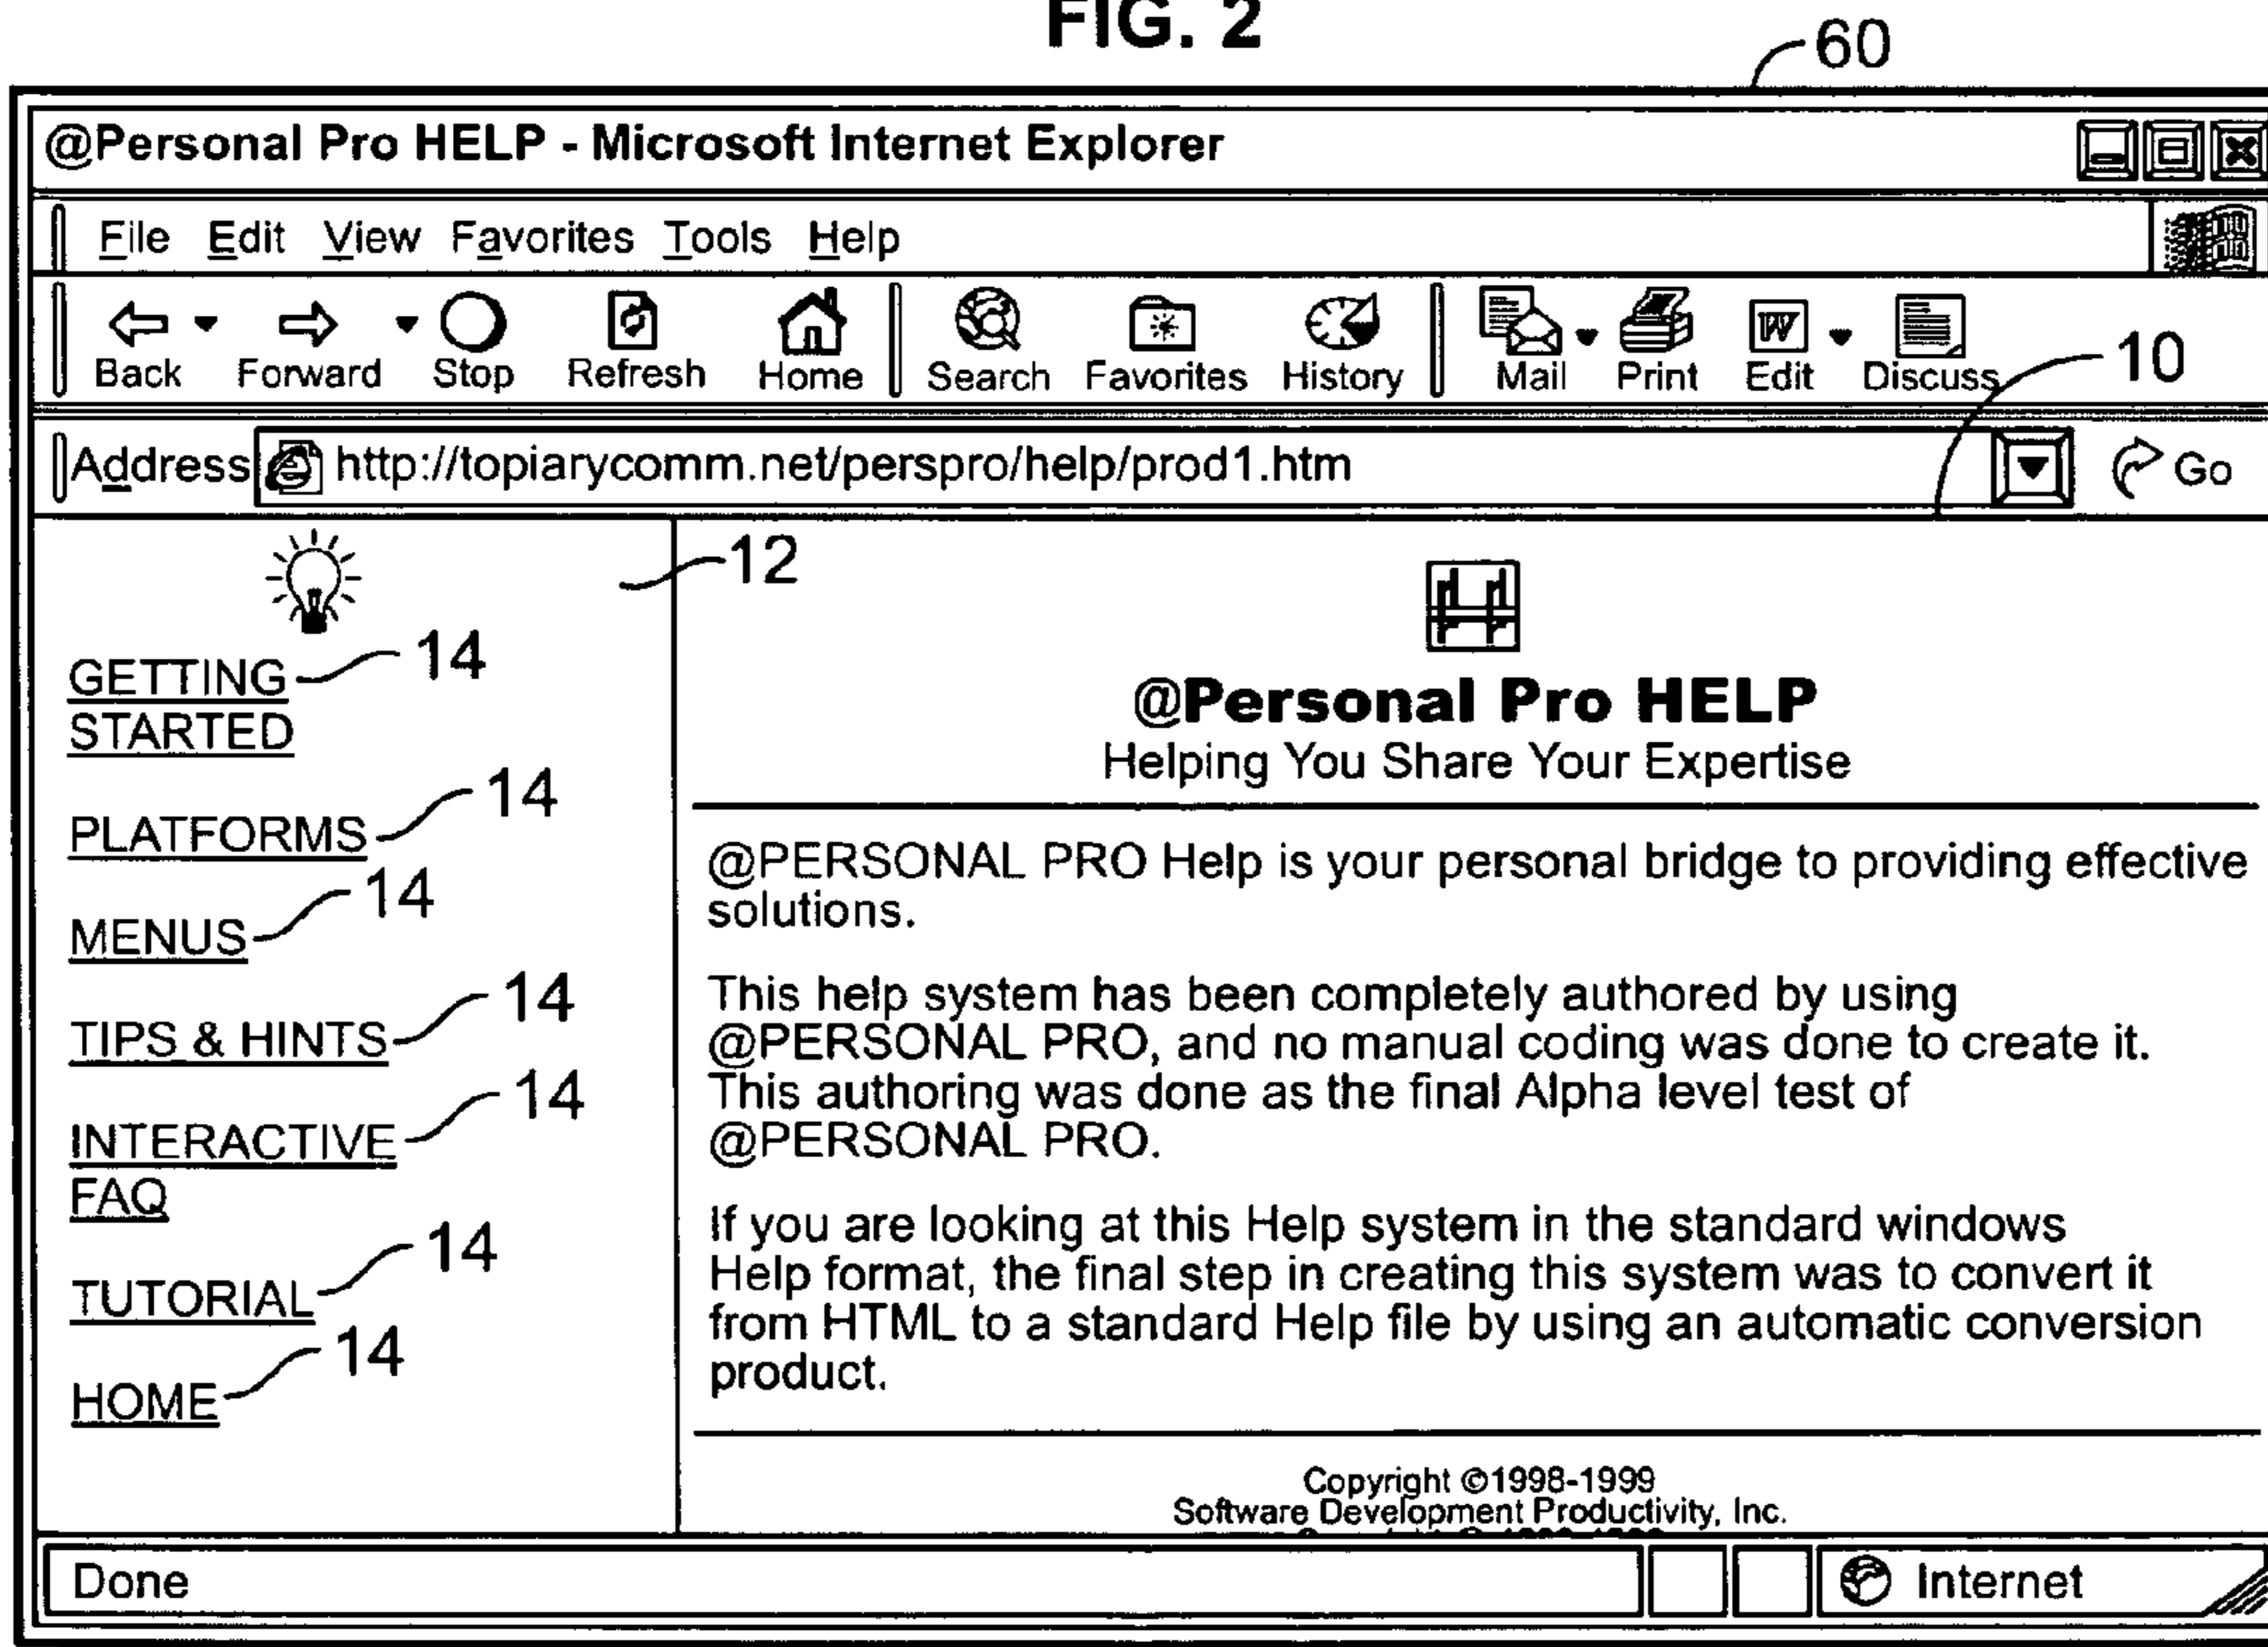 FIG. 2
60
@Personal Pro HELP - Microsoft Internet Explorer
File Edit View Favorites Tools Help
Back Forward Stop Refresh Home Search Favorites History Mail Print Edit Discuss
10
Address http://topiarycomm.net/perspro/help/prod1.htm Go
12
GETTING 14
STARTED
PLATFORMS 14
MENUS 14
TIPS & HINTS 14
INTERACTIVE 14
FAQ
TUTORIAL 14
HOME 14
@Personal Pro HELP
Helping You Share Your Expertise
@PERSONAL PRO Help is your personal bridge to providing effective
solutions.
This help system has been completely authored by using
@PERSONAL PRO, and no manual coding was done to create it.
This authoring was done as the final Alpha level test of
@PERSONAL PRO.
If you are looking at this Help system in the standard windows
Help format, the final step in creating this system was to convert it
from HTML to a standard Help file by using an automatic conversion
product.
Copyright ©1998-1999
Software Development Productivity, Inc.
Done Internet